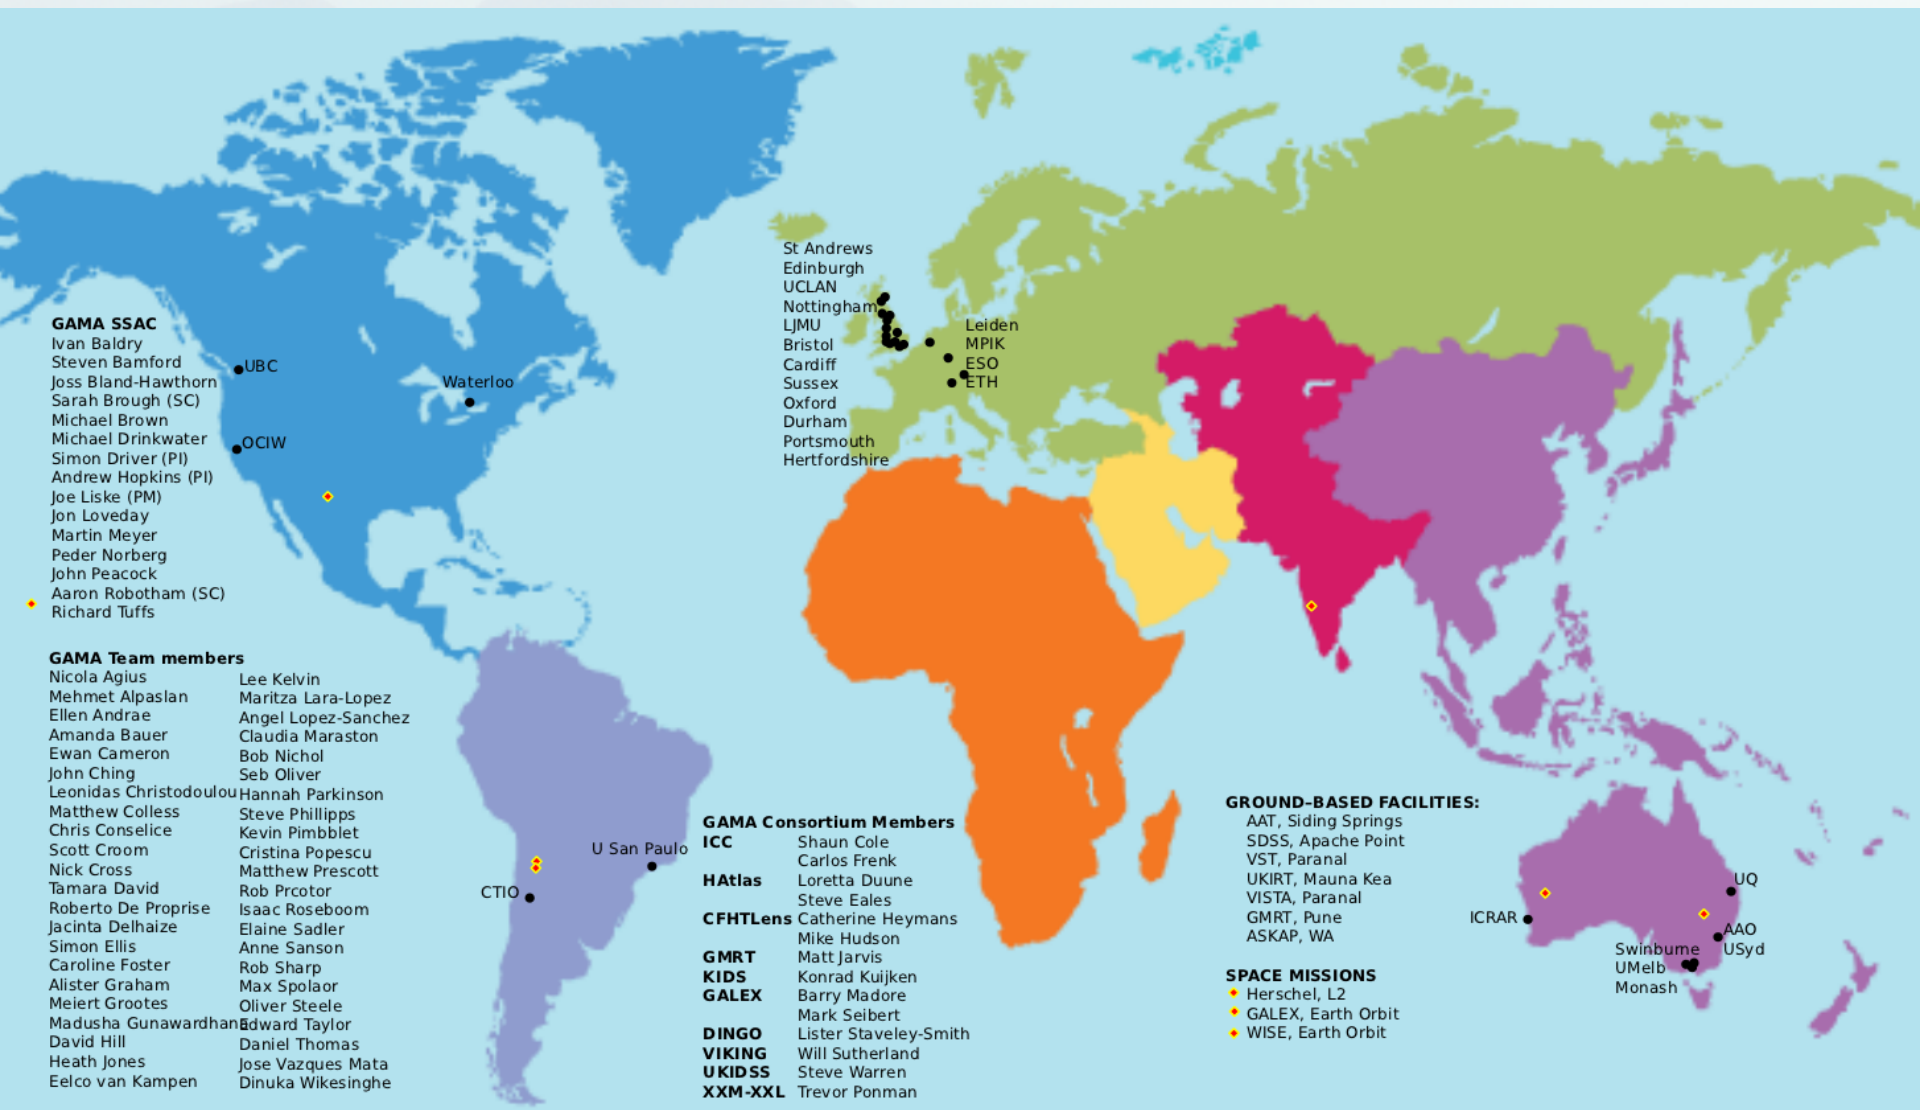 GAMA SSAC
Ivan Baldry
Steven Bamford
Joss Bland-Hawthorn
Sarah Brough (SC)
Michael Brown
Michael Drinkwater
Simon Driver (PI)
Andrew Hopkins (PI)
Joe Liske (PM)
Jon Loveday
Martin Meyer
Peder Norberg
John Peacock
Aaron Robotham (SC)
Richard Tuffs
UBC
Waterloo
OCIW
St Andrews
Edinburgh
UCLAN
Nottingham
LJMU
Bristol
Cardiff
Sussex
Oxford
Durham
Portsmouth
Hertfordshire
Leiden
MPIK
ESO
ETH
GAMA Team members
Nicola Agius
Mehmet Alpaslan
Ellen Andrae
Amanda Bauer
Ewan Cameron
John Ching
Leonidas Christodoulou
Matthew Colless
Chris Conselice
Scott Croom
Nick Cross
Tamara David
Roberto De Proprise
Jacinta Delhaize
Simon Ellis
Caroline Foster
Alister Graham
Meiert Grootes
Madusha Gunawardhana
David Hill
Heath Jones
Eelco van Kampen
Lee Kelvin
Maritza Lara-Lopez
Angel Lopez-Sanchez
Claudia Maraston
Bob Nichol
Seb Oliver
Hannah Parkinson
Steve Phillipps
Kevin Pimbblet
Cristina Popescu
Matthew Prescott
Rob Prcotor
Isaac Roseboom
Elaine Sadler
Anne Sanson
Rob Sharp
Max Spolaor
Oliver Steele
Edward Taylor
Daniel Thomas
Jose Vazques Mata
Dinuka Wikesinghe
U San Paulo
CTIO
GAMA Consortium Members
ICC Shaun Cole
Carlos Frenk
HAtlas Loretta Duune
Steve Eales
CFHTLens Catherine Heymans
Mike Hudson
GMRT Matt Jarvis
KIDS Konrad Kuijken
GALEX Barry Madore
Mark Seibert
DINGO Lister Staveley-Smith
VIKING Will Sutherland
UKIDSS Steve Warren
XXM-XXL Trevor Ponman
GROUND-BASED FACILITIES:
AAT, Siding Springs
SDSS, Apache Point
VST, Paranal
UKIRT, Mauna Kea
VISTA, Paranal
GMRT, Pune
ASKAP, WA
SPACE MISSIONS
Herschel, L2
GALEX, Earth Orbit
WISE, Earth Orbit
ICRAR
UQ
AAO
USyd
Swinburne
UMelb
Monash